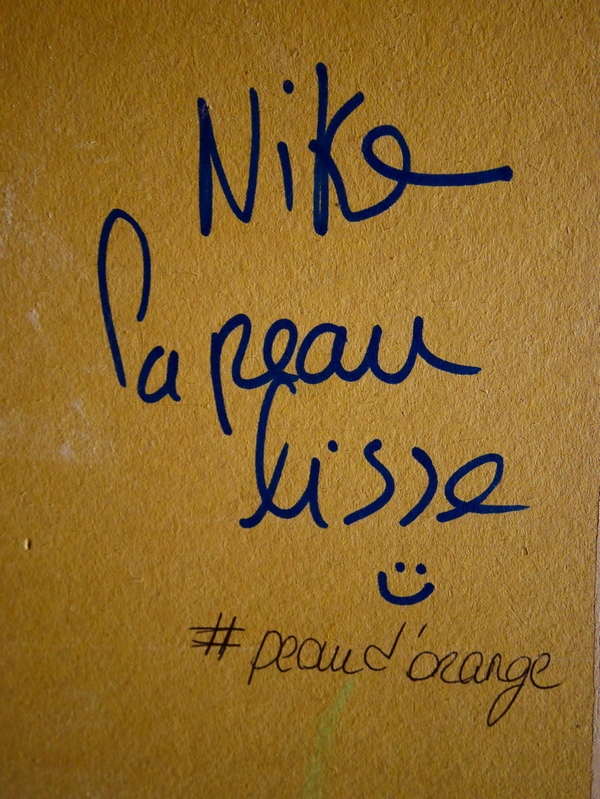 Nike
la peau
lisse
:)
#peau d'orange